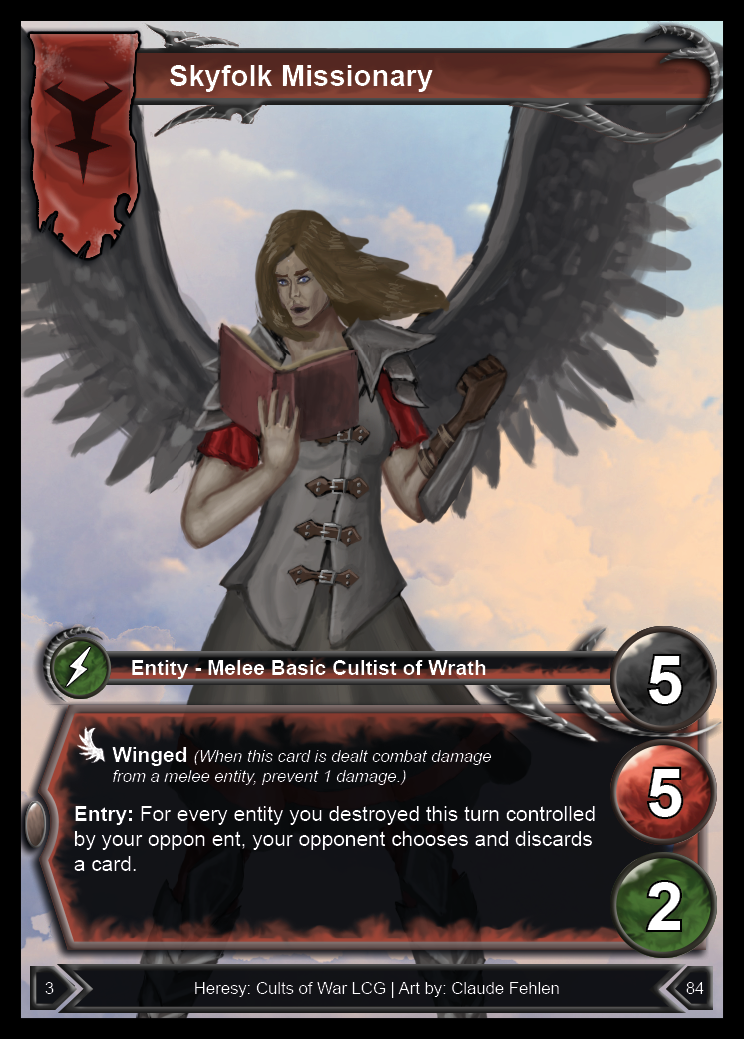 Skyfolk Missionary
Entity - Melee Basic Cultist of Wrath
5
Winged (When this card is dealt combat damage
from a melee entity, prevent 1 damage.)
5
Entry: For every entity you destroyed this turn controlled
by your oppon ent, your opponent chooses and discards
a card.
2
3
Heresy: Cults of War LCG | Art by: Claude Fehlen
84